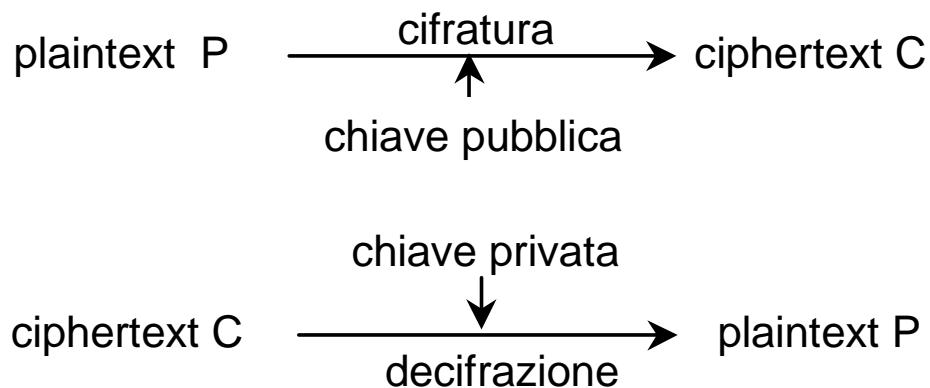 cifratura
plaintext P
ciphertext C
chiave pubblica
chiave privata
ciphertext C
plaintext P
decifrazione